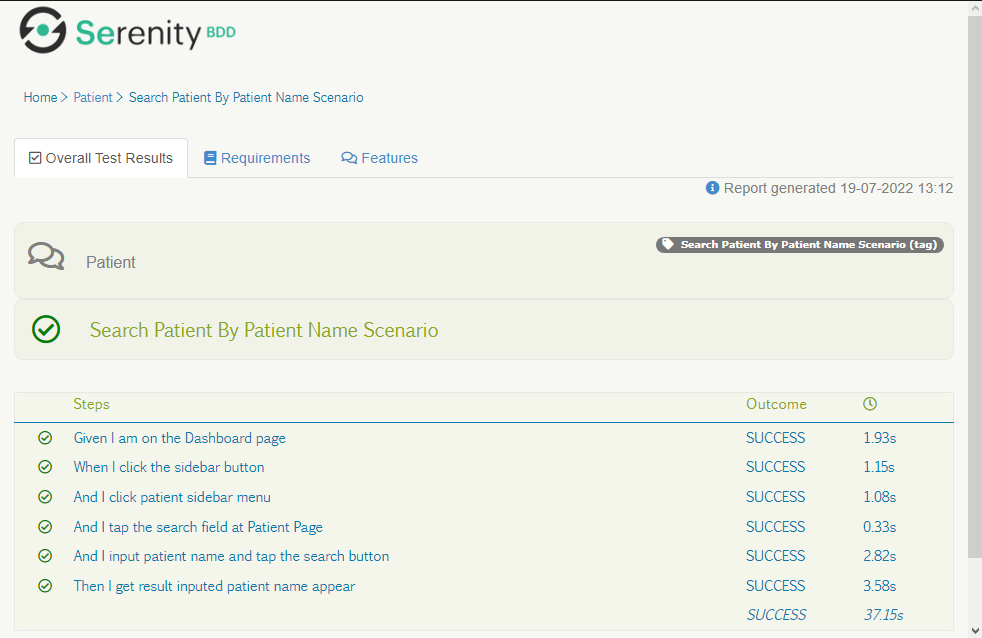 Serenity BDD
Home > Patient > Search Patient By Patient Name Scenario
Overall Test Results Requirements Features
Report generated 19-07-2022 13:12
Search Patient By Patient Name Scenario (tag)
Patient
Search Patient By Patient Name Scenario
Steps Outcome
Given I am on the Dashboard page SUCCESS 1.93s
When I click the sidebar button SUCCESS 1.15s
And I click patient sidebar menu SUCCESS 1.08s
And I tap the search field at Patient Page SUCCESS 0.33s
And I input patient name and tap the search button SUCCESS 2.82s
Then I get result inputed patient name appear SUCCESS 3.58s
SUCCESS 37.15s